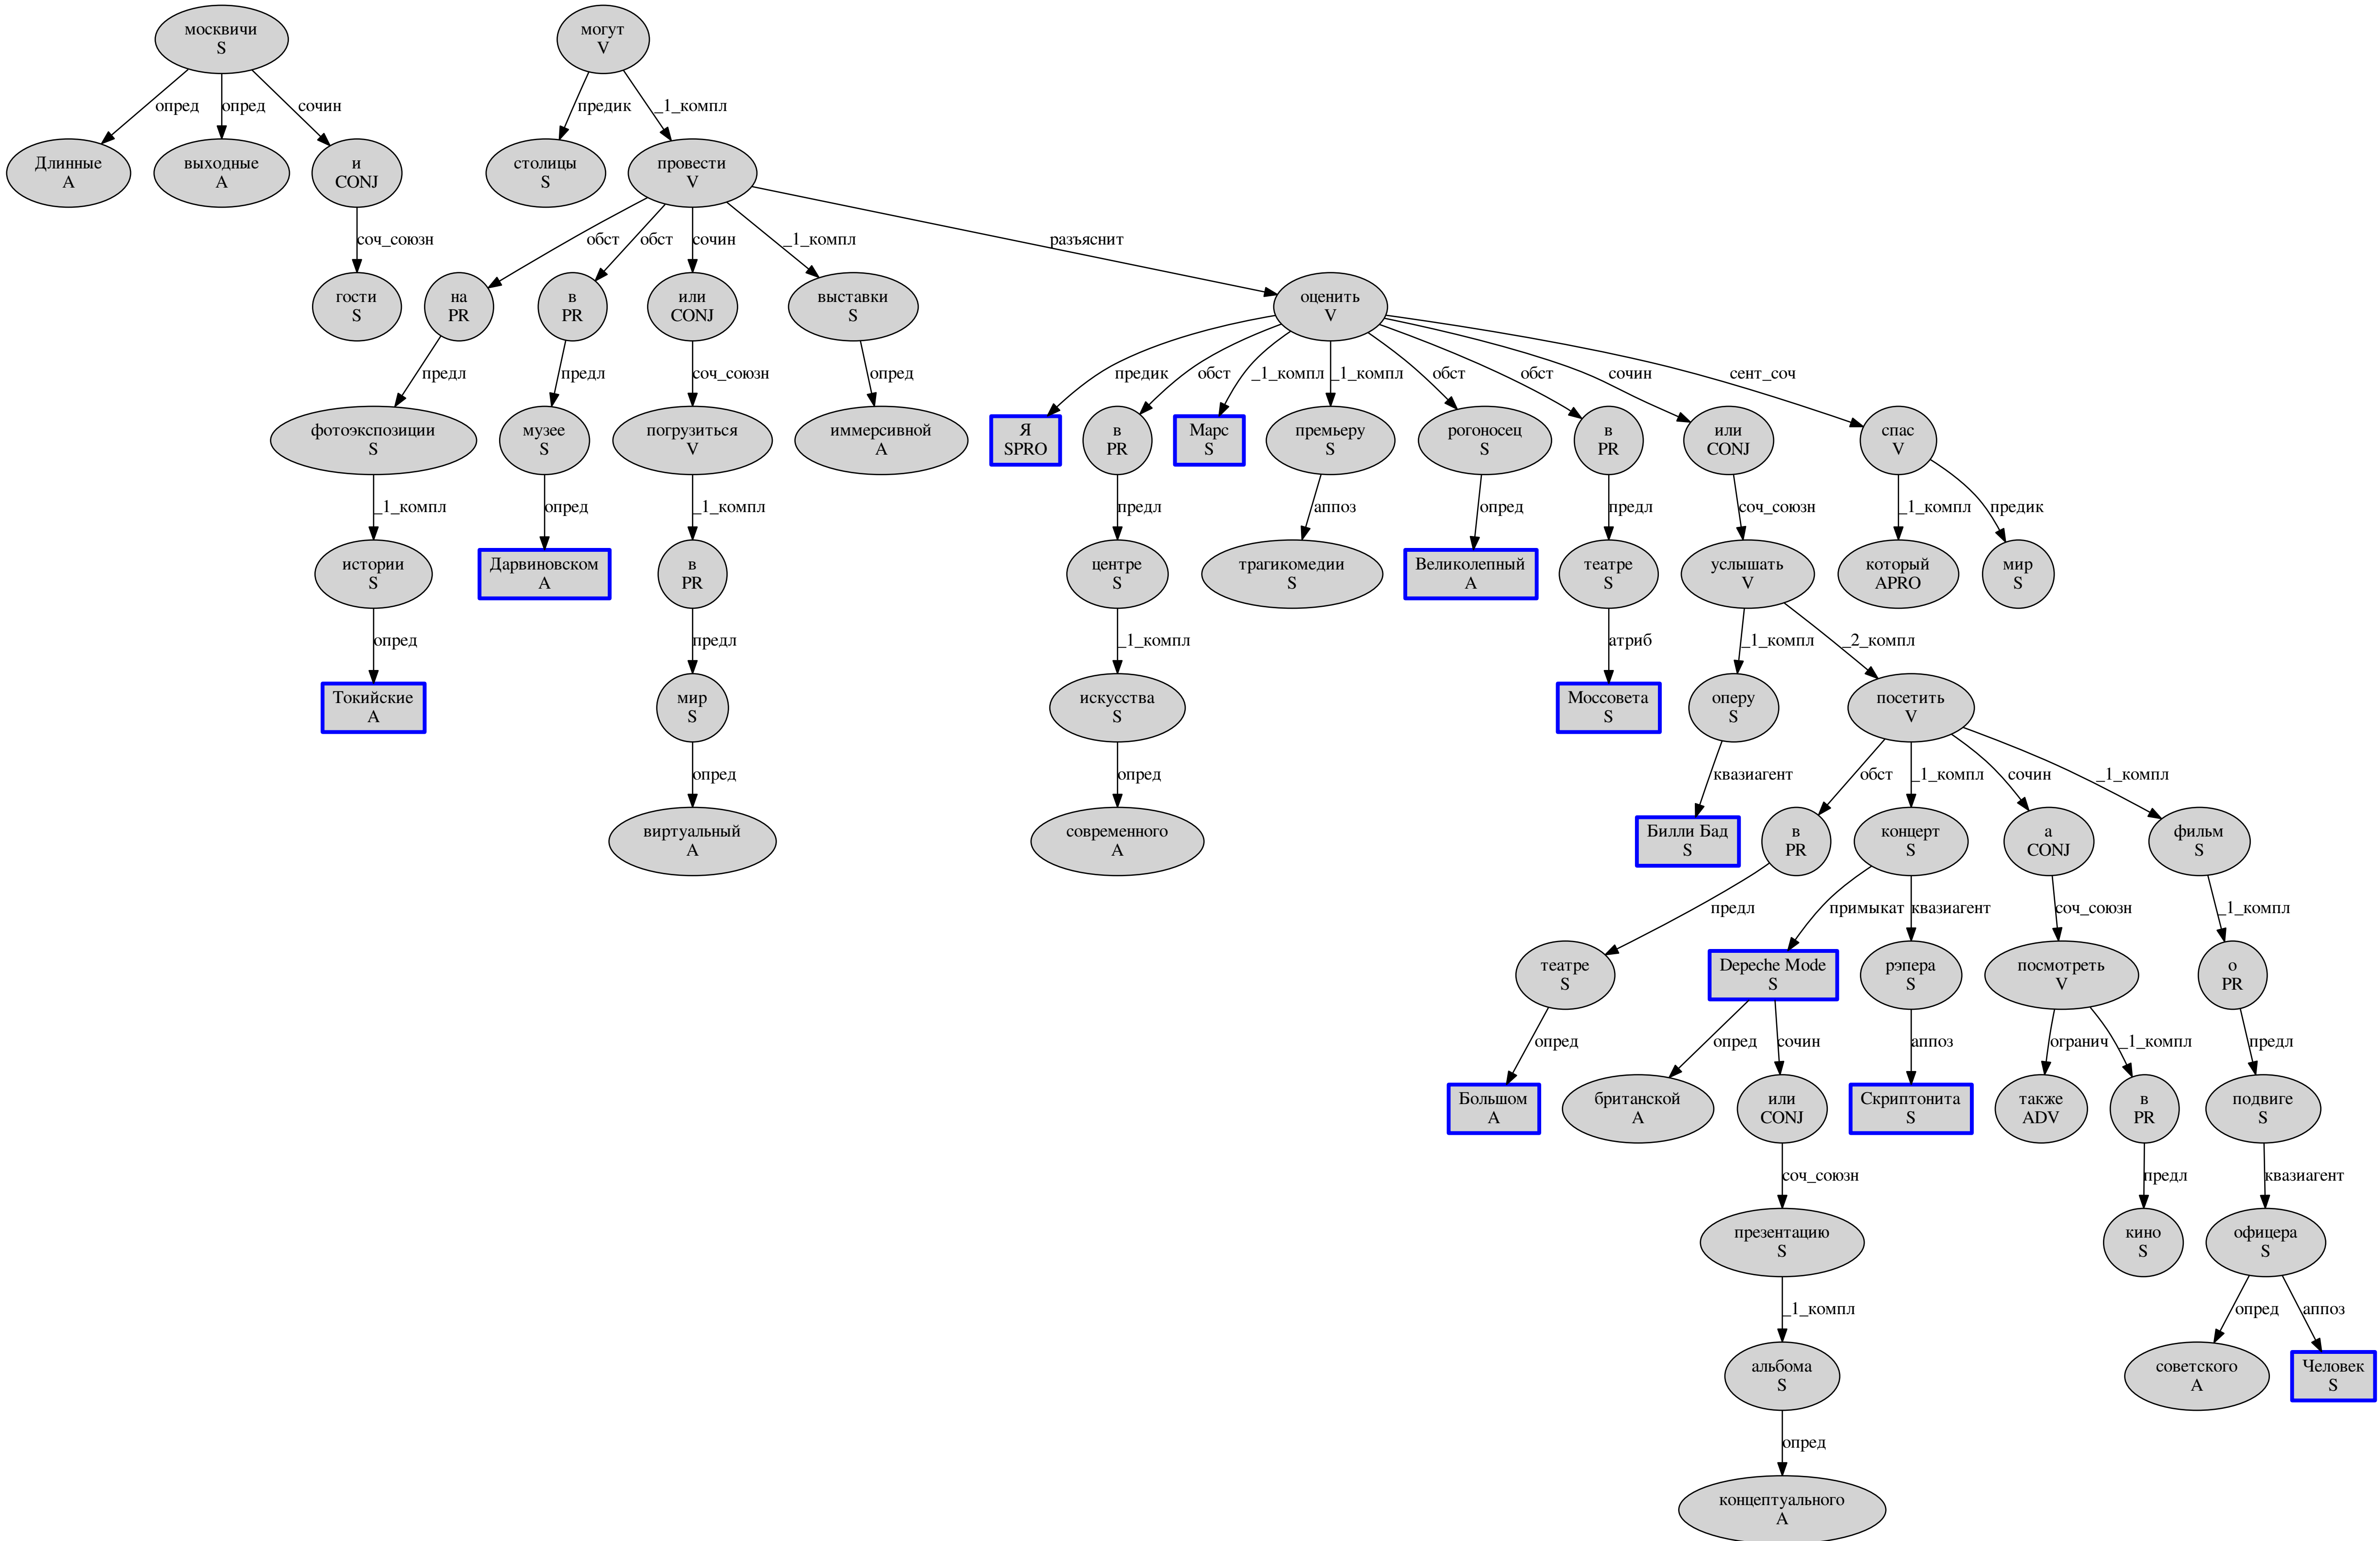 москвичи
S
могут
V
опред
опред
сочин
предик
_1_компл
Длинные
A
выходные
A
и
CONJ
столицы
S
провести
V
соч_союзн
обст
обст
сочин
_1_компл
разъяснит
гости
S
на
PR
в
PR
или
CONJ
выставки
S
оценить
V
предл
предл
соч_союзн
опред
предик
обст
_1_компл
_1_компл
обст
обст
сочин
сент_соч
фотоэкспозиции
S
музее
S
погрузиться
V
иммерсивной
A
Я
SPRO
в
PR
Марс
S
премьеру
S
рогоносец
S
в
PR
или
CONJ
спас
V
_1_компл
опред
_1_компл
предл
аппоз
опред
предл
соч_союзн
_1_компл
предик
истории
S
Дарвиновском
A
в
PR
центре
S
трагикомедии
S
Великолепный
A
театре
S
услышать
V
который
APRO
мир
S
опред
предл
_1_компл
атриб
_1_компл
_2_компл
Токийские
A
мир
S
искусства
S
Моссовета
S
оперу
S
посетить
V
опред
опред
квазиагент
обст
_1_компл
сочин
_1_компл
виртуальный
A
современного
A
Билли Бад
S
в
PR
концерт
S
а
CONJ
фильм
S
предл
примыкат
квазиагент
соч_союзн
_1_компл
театре
S
Depeche Mode
S
рэпера
S
посмотреть
V
о
PR
опред
опред
сочин
аппоз
огранич
_1_компл
предл
Большом
A
британской
A
или
CONJ
Скриптонита
S
также
ADV
в
PR
подвиге
S
соч_союзн
предл
квазиагент
презентацию
S
кино
S
офицера
S
_1_компл
опред
аппоз
альбома
S
советского
A
Человек
S
опред
концептуального
A